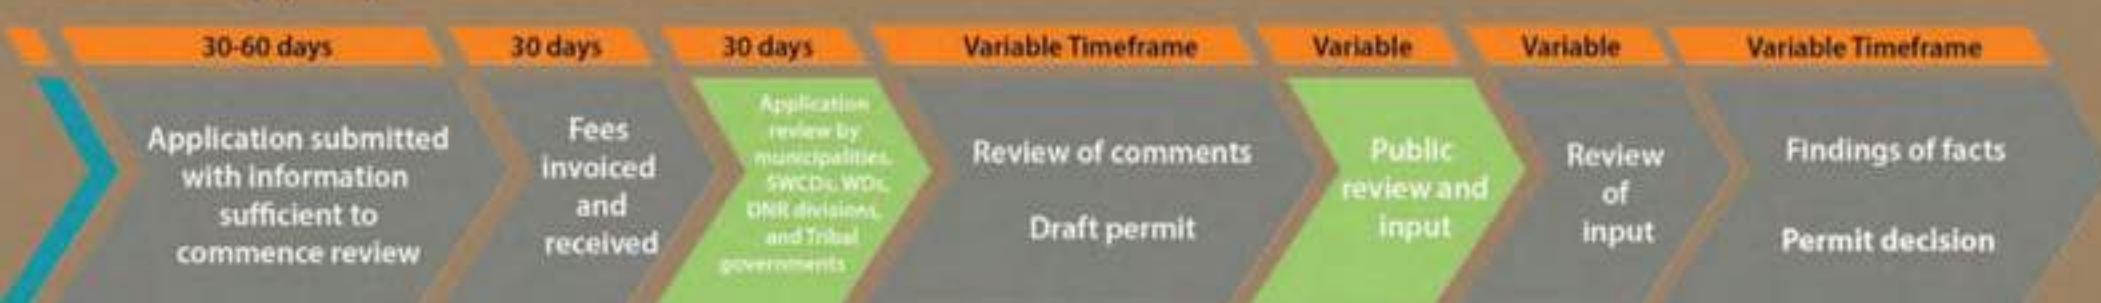 30-60 days
30 days
30 days
Variable Timeframe
Variable
Variable
Variable Timeframe
Application submitted
with information
sufficient to
commence review
Fees
invoiced
and
received
Application
review by
municipalities,
SWCDs, WDs,
DNR divisions,
and Tribal
governments
Review of comments
Draft permit
Public
review and
input
Review
of
input
Findings of facts
Permit decision